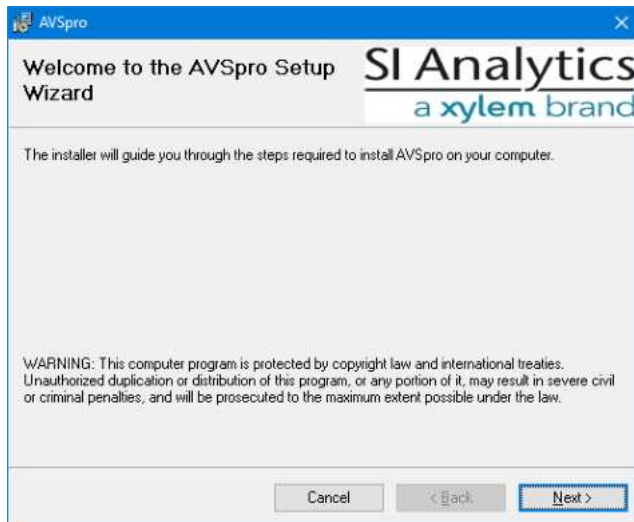 AVSpro
Welcome to the AVSpro Setup
Wizard
SI Analytics
a xylem brand
The installer will guide you through the steps required to install AVSpro on your computer.
WARNING: This computer program is protected by copyright law and international treaties.
Unauthorized duplication or distribution of this program, or any portion of it, may result in severe civil
or criminal penalties, and will be prosecuted to the maximum extent possible under the law.
Cancel
< Back
Next >